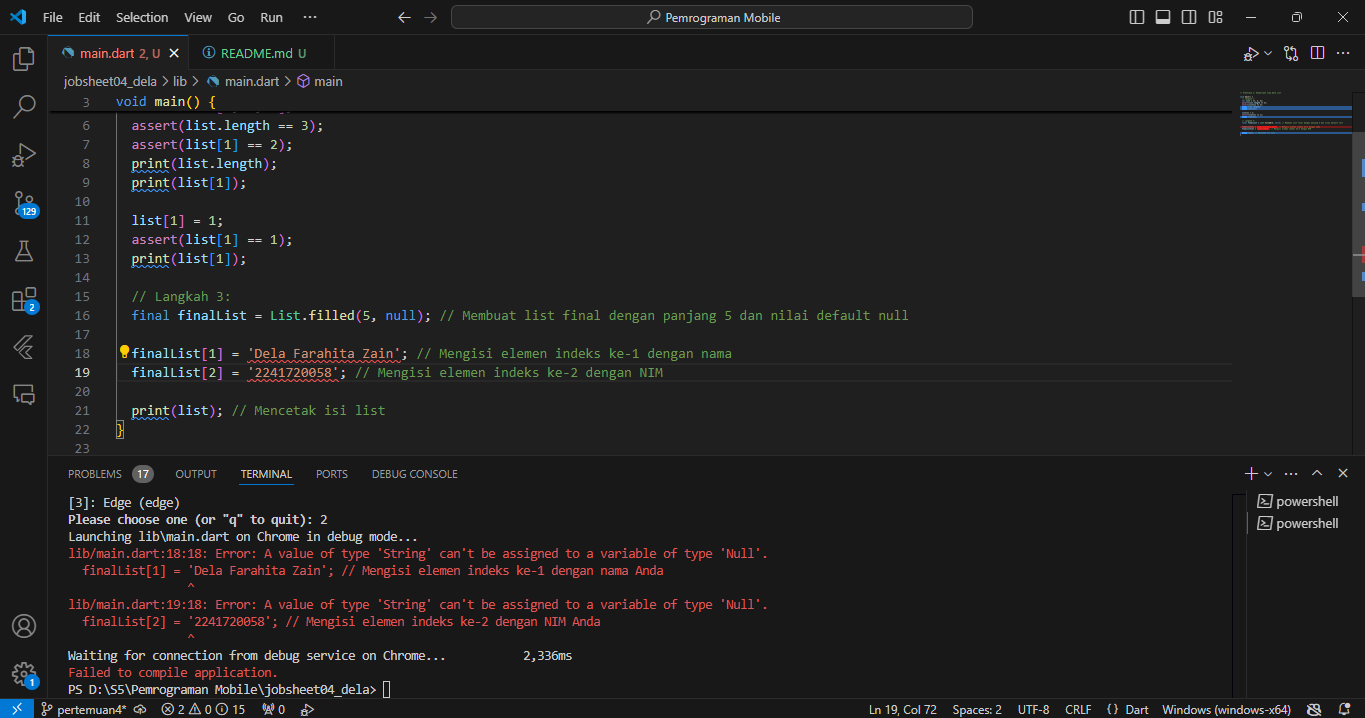 File Edit Selection View Go Run ··· Pemrograman Mobile
main.dart 2, U README.md U
jobsheet04_dela > lib > main.dart > main
3 void main() {
6 assert(list.length == 3);
7 assert(list[1] == 2);
8 print(list.length);
9 print(list[1]);
10
11 list[1] = 1;
12 assert(list[1] == 1);
13 print(list[1]);
14
15 // Langkah 3:
16 final finalList = List.filled(5, null); // Membuat list final dengan panjang 5 dan nilai default null
17
18 finalList[1] = 'Dela Farahita Zain'; // Mengisi elemen indeks ke-1 dengan nama
19 finalList[2] = '2241720058'; // Mengisi elemen indeks ke-2 dengan NIM
20
21 print(list); // Mencetak isi list
22 }
23
129
2
1
PROBLEMS 17 OUTPUT TERMINAL PORTS DEBUG CONSOLE
[3]: Edge (edge)
Please choose one (or "q" to quit): 2
Launching lib\main.dart on Chrome in debug mode...
lib/main.dart:18:18: Error: A value of type 'String' can't be assigned to a variable of type 'Null'.
finalList[1] = 'Dela Farahita Zain'; // Mengisi elemen indeks ke-1 dengan nama Anda
^
lib/main.dart:19:18: Error: A value of type 'String' can't be assigned to a variable of type 'Null'.
finalList[2] = '2241720058'; // Mengisi elemen indeks ke-2 dengan NIM Anda
^
Waiting for connection from debug service on Chrome... 2,336ms
Failed to compile application.
PS D:\S5\Pemrograman Mobile\jobsheet04_dela>
powershell
powershell
pertemuan4* 2 0 15 0 Ln 19, Col 72 Spaces: 2 UTF-8 CRLF {} Dart Windows (windows-x64)